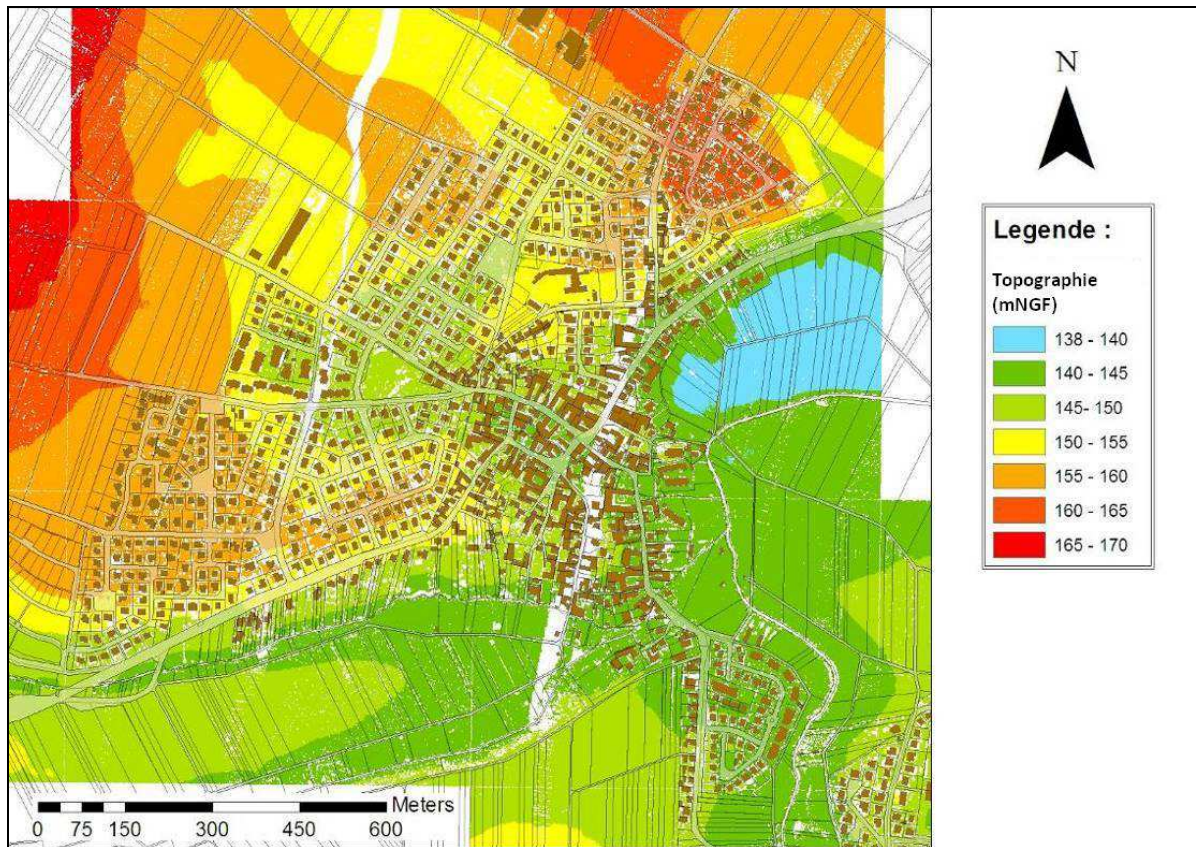 N
Legende :
Topographie
(mNGF)
138 - 140
140 - 145
145- 150
150 - 155
155 - 160
160 - 165
165 - 170
Meters
0 75 150 300 450 600